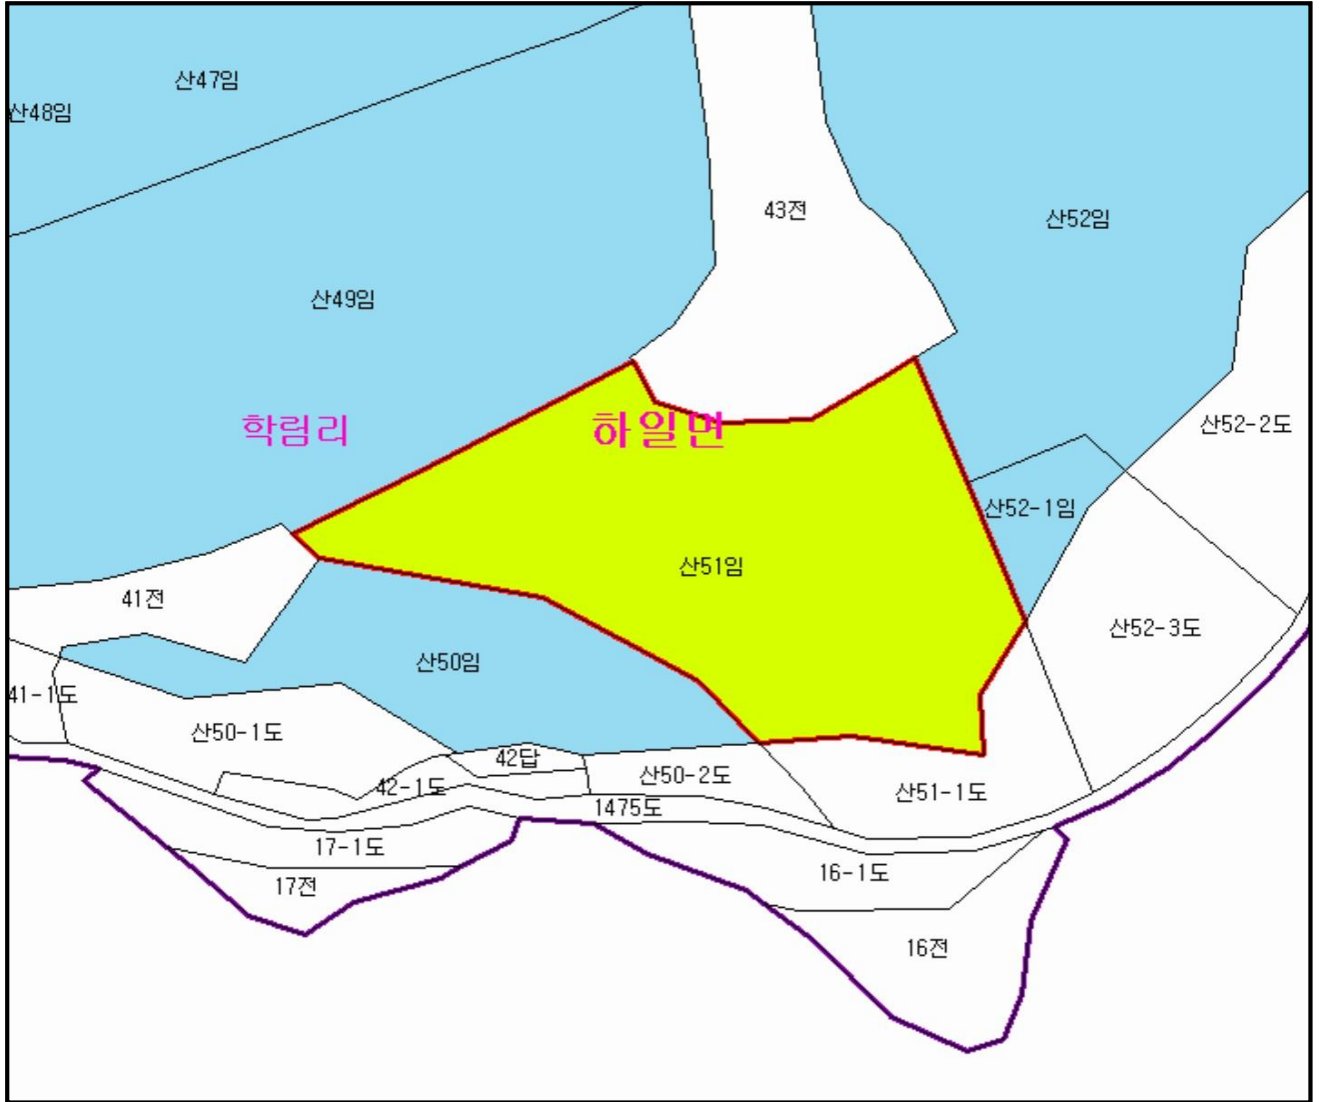 산47임
산48임
43전
산52임
산49임
학림리
하일면
산52-2도
산52-1임
산51임
41전
산52-3도
산50임
41-1도
산50-1도
42답
산50-2도
42-1도
산51-1도
1475도
17-1도
16-1도
17전
16전